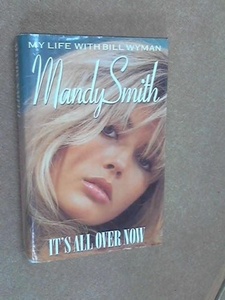 MY LIFE WITH BILL WYMAN
Mandy Smith
IT'S ALL OVER NOW